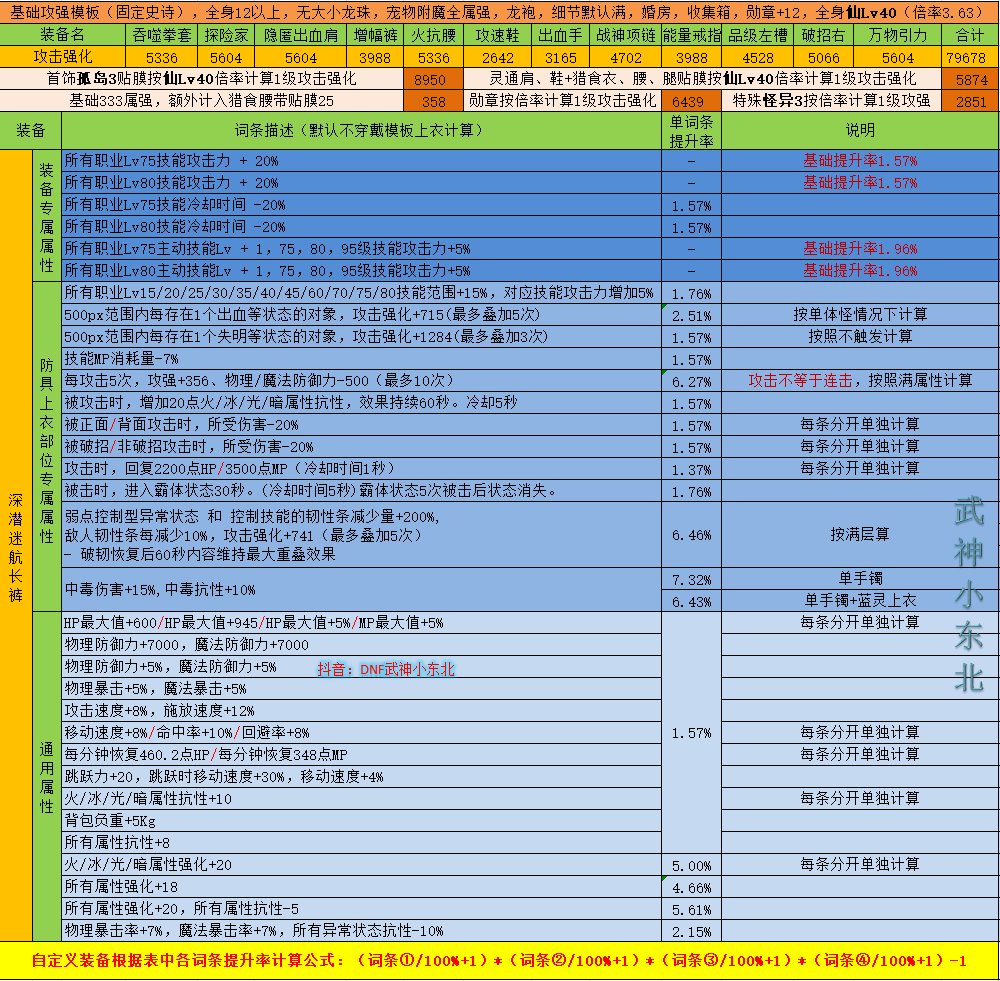 基础攻强模板（固定史诗），全身12以上，无大小龙珠，宠物附魔全属强，龙袍，细节默认满，婚房，收集箱，勋章+12，全身仙Lv40（倍率3.63）
装备名 吞噬拳套 探险家 隐匿出血肩 增幅裤 火抗腰 攻速鞋 出血手 战神项链 能量戒指 品级左槽 破招右 万物引力 合计
攻击强化 5336 5604 5604 3988 5336 2642 3165 4702 3988 4528 5066 5604 79678
首饰孤岛3贴膜按仙Lv40倍率计算1级攻击强化 8950 灵通肩、鞋+猎食衣、腰、腿贴膜按仙Lv40倍率计算1级攻击强化 5874
基础333属强，额外计入猎食腰带贴膜25 358 勋章按倍率计算1级攻击强化 6439 特殊怪异3按倍率计算1级攻强 2851
装备 词条描述（默认不穿戴模板上衣计算） 单词条提升率 说明
深潜迷航长裤
装备专属属性
所有职业Lv75技能攻击力 + 20% － 基础提升率1.57%
所有职业Lv80技能攻击力 + 20% － 基础提升率1.57%
所有职业Lv75技能冷却时间 -20% 1.57%
所有职业Lv80技能冷却时间 -20% 1.57%
所有职业Lv75主动技能Lv + 1，75，80，95级技能攻击力+5% － 基础提升率1.96%
所有职业Lv80主动技能Lv + 1，75，80，95级技能攻击力+5% － 基础提升率1.96%
防具上衣部位专属属性
所有职业Lv15/20/25/30/35/40/45/60/70/75/80技能范围+15%，对应技能攻击力增加5% 1.76%
500px范围内每存在1个出血等状态的对象，攻击强化+715(最多叠加5次) 2.51% 按单体怪情况下计算
500px范围内每存在1个失明等状态的对象，攻击强化+1284(最多叠加3次) 1.57% 按照不触发计算
技能MP消耗量-7% 1.57%
每攻击5次，攻强+356、物理/魔法防御力-500（最多10次） 6.27% 攻击不等于连击，按照满属性计算
被攻击时，增加20点火/冰/光/暗属性抗性，效果持续60秒。冷却5秒 1.57%
被正面/背面攻击时，所受伤害-20% 1.57% 每条分开单独计算
被破招/非破招攻击时，所受伤害-20% 1.57% 每条分开单独计算
攻击时，回复2200点HP/3500点MP（冷却时间1秒） 1.37% 每条分开单独计算
被击时，进入霸体状态30秒。(冷却时间5秒)霸体状态5次被击后状态消失。 1.76%
弱点控制型异常状态 和 控制技能的韧性条减少量+200%,
敌人韧性条每减少10%，攻击强化+741（最多叠加5次） 6.46% 按满层算
- 破韧恢复后60秒内容维持最大重叠效果
中毒伤害+15%,中毒抗性+10% 7.32% 单手镯
6.43% 单手镯+蓝灵上衣
通用属性
HP最大值+600/HP最大值+945/HP最大值+5%/MP最大值+5% 每条分开单独计算
物理防御力+7000，魔法防御力+7000
物理防御力+5%，魔法防御力+5% 抖音：DNF武神小东北
物理暴击+5%，魔法暴击+5%
攻击速度+8%，施放速度+12%
移动速度+8%/命中率+10%/回避率+8% 1.57% 每条分开单独计算
每分钟恢复460.2点HP/每分钟恢复348点MP 每条分开单独计算
跳跃力+20，跳跃时移动速度+30%，移动速度+4%
火/冰/光/暗属性抗性+10 每条分开单独计算
背包负重+5Kg
所有属性抗性+8
火/冰/光/暗属性强化+20 5.00% 每条分开单独计算
所有属性强化+18 4.66%
所有属性强化+20，所有属性抗性-5 5.61%
物理暴击率+7%，魔法暴击率+7%，所有异常状态抗性-10% 2.15%
武神小东北
自定义装备根据表中各词条提升率计算公式：（词条①/100%+1）*（词条②/100%+1）*（词条③/100%+1）*（词条④/100%+1）-1